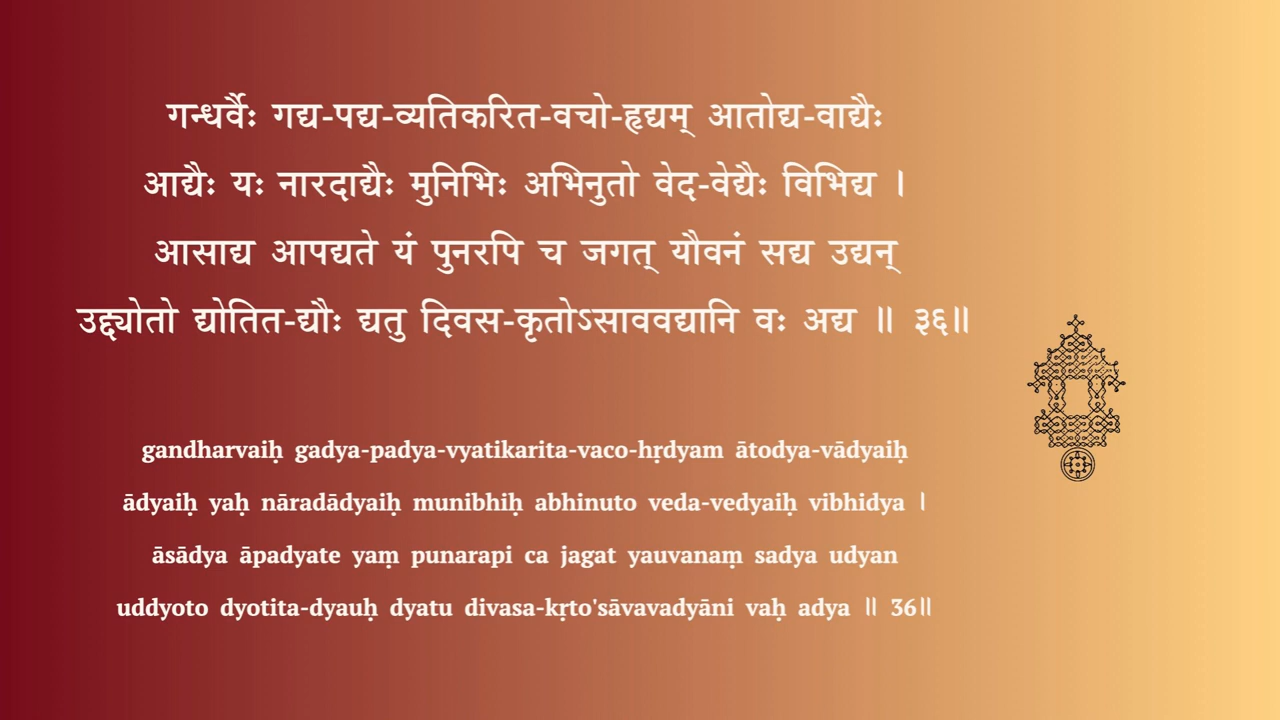 गन्धर्वैः गद्य-पद्य-व्यतिकरित-वचो-हृद्यम् आतोद्य-वाद्यैः
आद्यैः यः नारदाद्यैः मुनिभिः अभिनुतो वेद-वेद्यैः विभिद्य ।
आसाद्य आपद्यते यं पुनरपि च जगत् यौवनं सद्य उद्यन्
उद्द्योतो द्योतित-द्यौः द्यतु दिवस-कृतोऽसाववद्यानि वः अद्य ॥ ३६॥
gandharvaiḥ gadya-padya-vyatikarita-vaco-hṛdyam ātodya-vādyaiḥ
ādyaiḥ yaḥ nāradādyaiḥ munibhiḥ abhinuto veda-vedyaiḥ vibhidya ।
āsādya āpadyate yaṃ punarapi ca jagat yauvanaṃ sadya udyan
uddyoto dyotita-dyauḥ dyatu divasa-kṛto'sāvavadyāni vaḥ adya ॥ 36॥